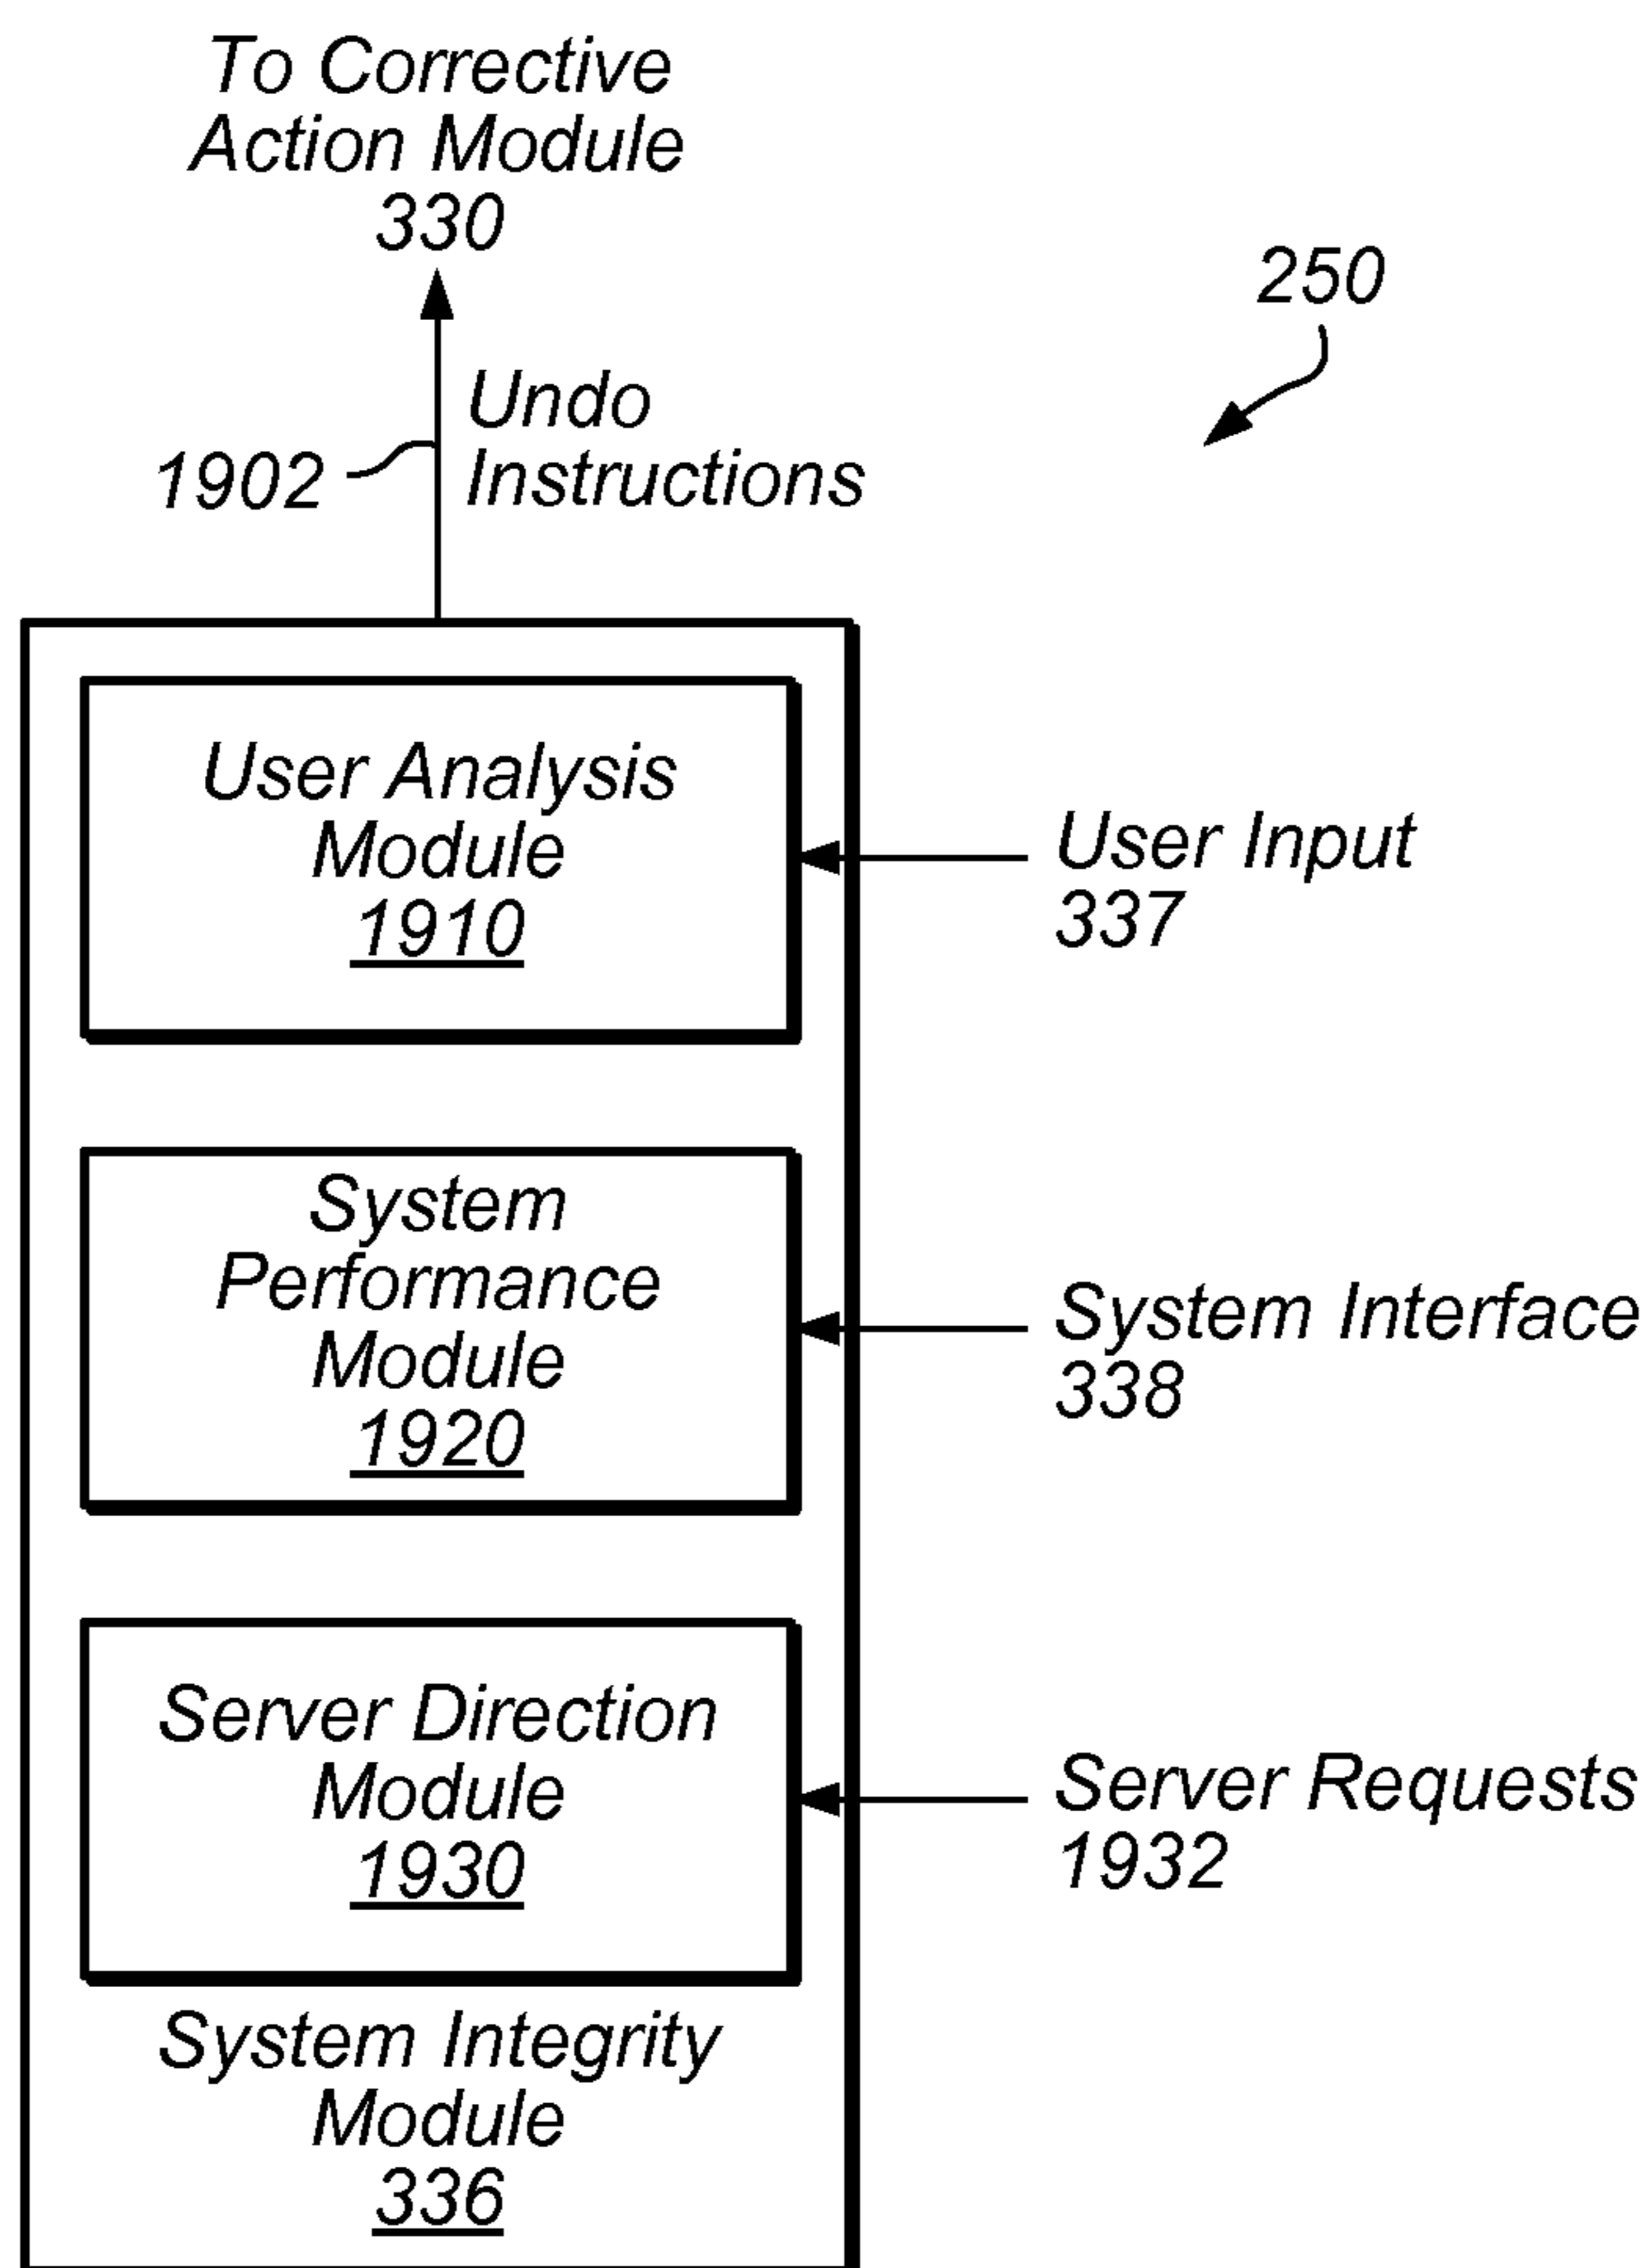 To Corrective
Action Module
330
250
Undo
Instructions
1902
User Analysis
Module
1910
User Input
337
System
Performance
Module
1920
System Interface
338
Server Direction
Module
1930
Server Requests
1932
System Integrity
Module
336